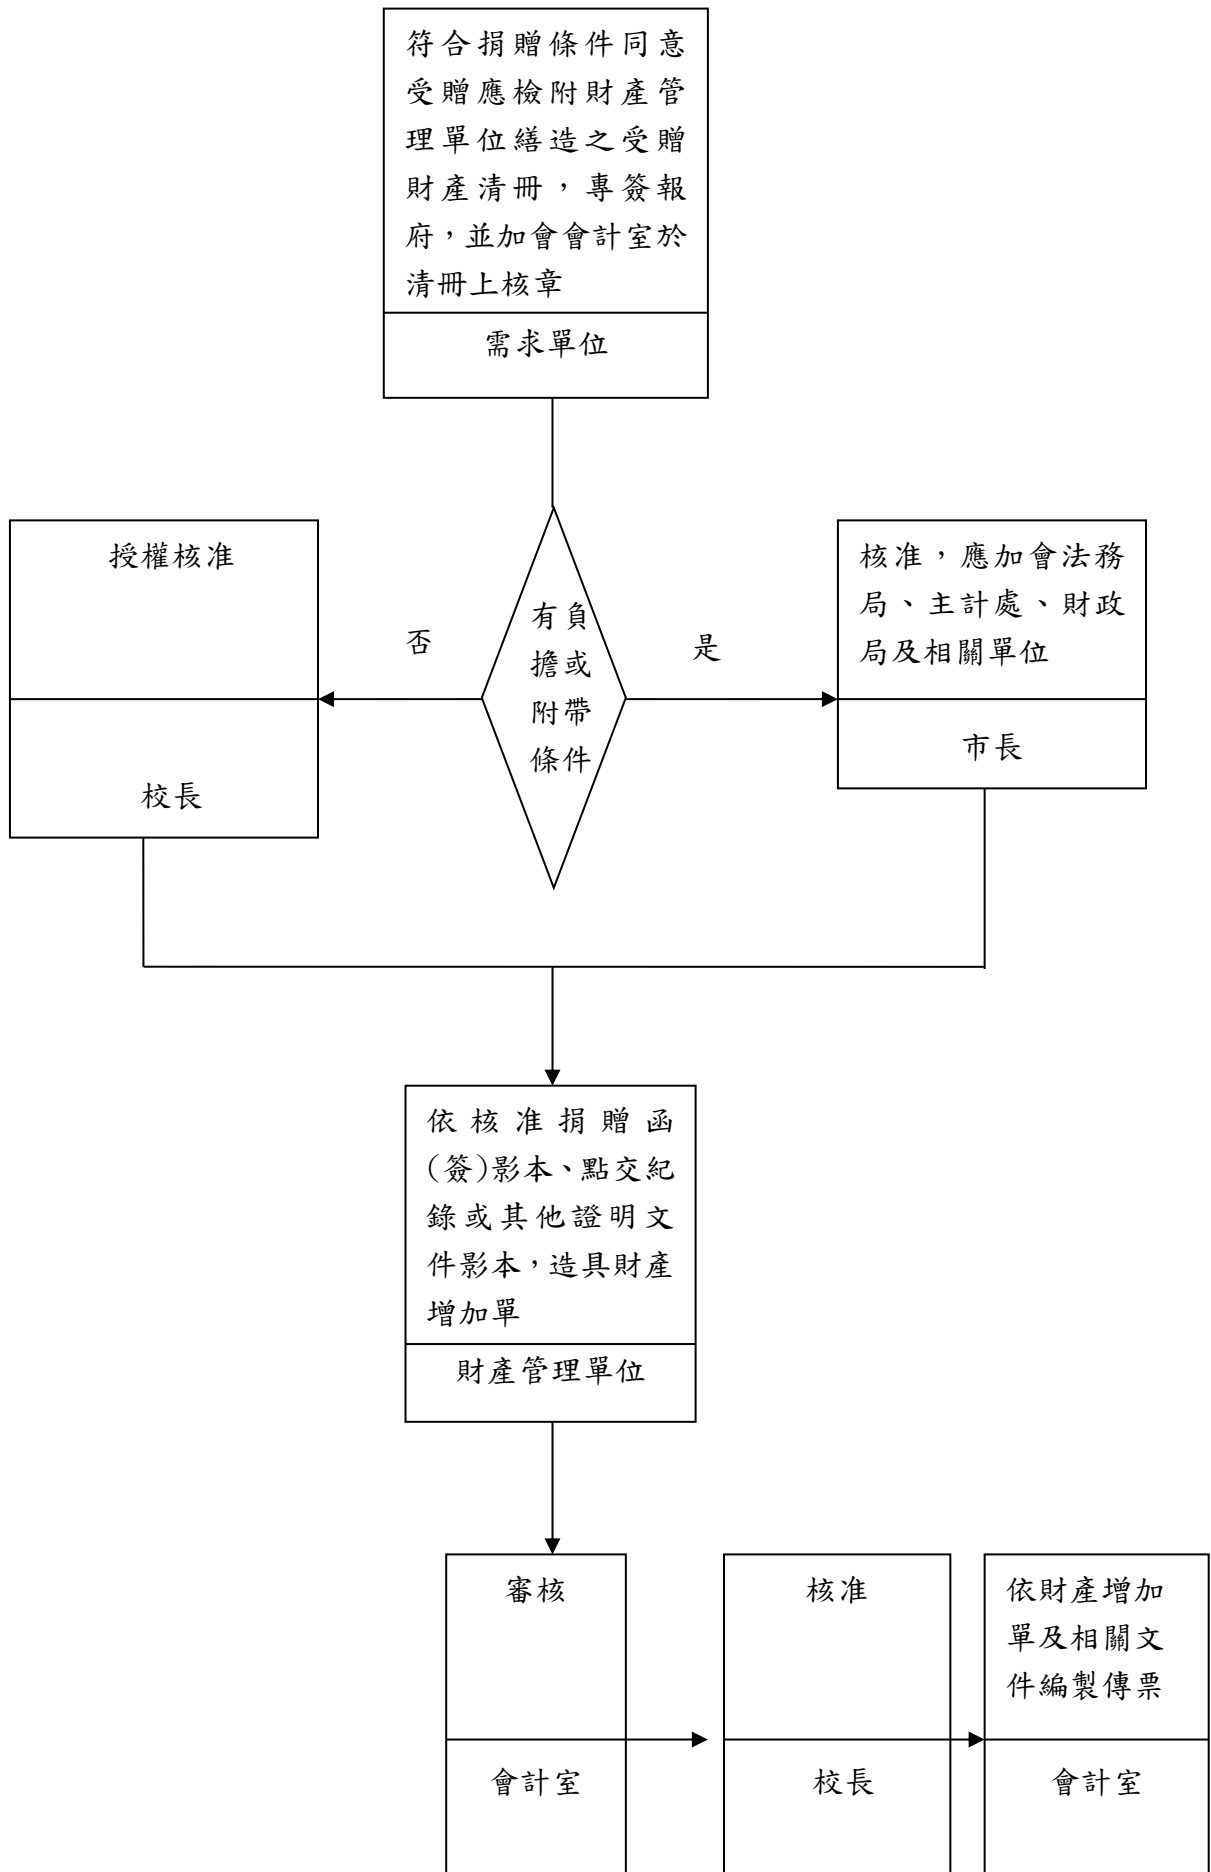 符合捐贈條件同意
受贈應檢附財產管
理單位繕造之受贈
財產清冊，專簽報
府，並加會會計室於
清冊上核章
需求單位
授權核准
校長
否
有負
擔或
附帶
條件
是
核准，應加會法務
局、主計處、財政
局及相關單位
市長
依核准捐贈函
(簽)影本、點交紀
錄或其他證明文
件影本，造具財產
增加單
財產管理單位
審核
會計室
核准
校長
依財產增加
單及相關文
件編製傳票
會計室